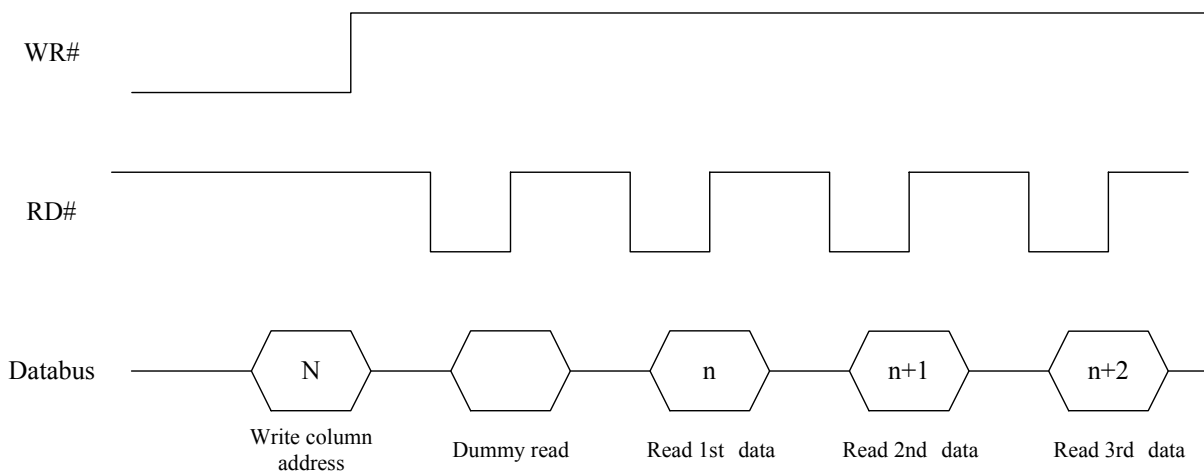 WR#
RD#
Databus
N
n
n+1
n+2
Write column
address
Dummy read
Read 1st data
Read 2nd data
Read 3rd data